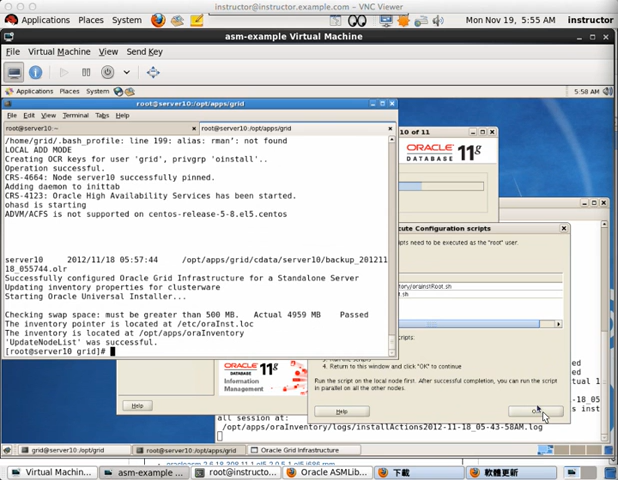 instructor@instructor.example.com – VNC Viewer
Applications Places System Mon Nov 19, 5:55 AM instructor
asm-example Virtual Machine
File Virtual Machine View Send Key
Applications Places System 5:58 AM
root@server10:/opt/apps/grid
File Edit View Terminal Tabs Help
root@server10:~ root@server10:/opt/apps/grid
/home/grid/.bash_profile: line 199: alias: rman': not found
LOCAL ADD MODE
Creating OCR keys for user 'grid', privgrp 'oinstall'..
Operation successful.
CRS-4664: Node server10 successfully pinned.
Adding daemon to inittab
CRS-4123: Oracle High Availability Services has been started.
ohasd is starting
ADVM/ACFS is not supported on centos-release-5-8.el5.centos
server10 2012/11/18 05:57:44 /opt/apps/grid/cdata/server10/backup_201211
18_055744.olr
Successfully configured Oracle Grid Infrastructure for a Standalone Server
Updating inventory properties for clusterware
Starting Oracle Universal Installer...
Checking swap space: must be greater than 500 MB. Actual 4959 MB Passed
The inventory pointer is located at /etc/oraInst.loc
The inventory is located at /opt/apps/oraInventory
'UpdateNodeList' was successful.
[root@server10 grid]#
10 of 11
ORACLE 11g
DATABASE
ecute Configuration scripts
ipts need to be executed as the "root" user.
ntory/orainstRoot.sh
t.sh
cripts:
4. Return to this window and click "OK" to continue
Run the script on the local node first. After successful completion, you can run the script
in parallel on all the other nodes.
Help
ORACLE 11g
Information
Management
Help
all session at:
/opt/apps/oraInventory/logs/installActions2012-11-18_05-43-58AM.log
grid@server10:/opt/apps/grid root@server10:/opt/apps/grid Oracle Grid Infrastructure
Virtual Machin... asm-example ... root@instructo... Oracle ASMLib... 下載 軟體更新